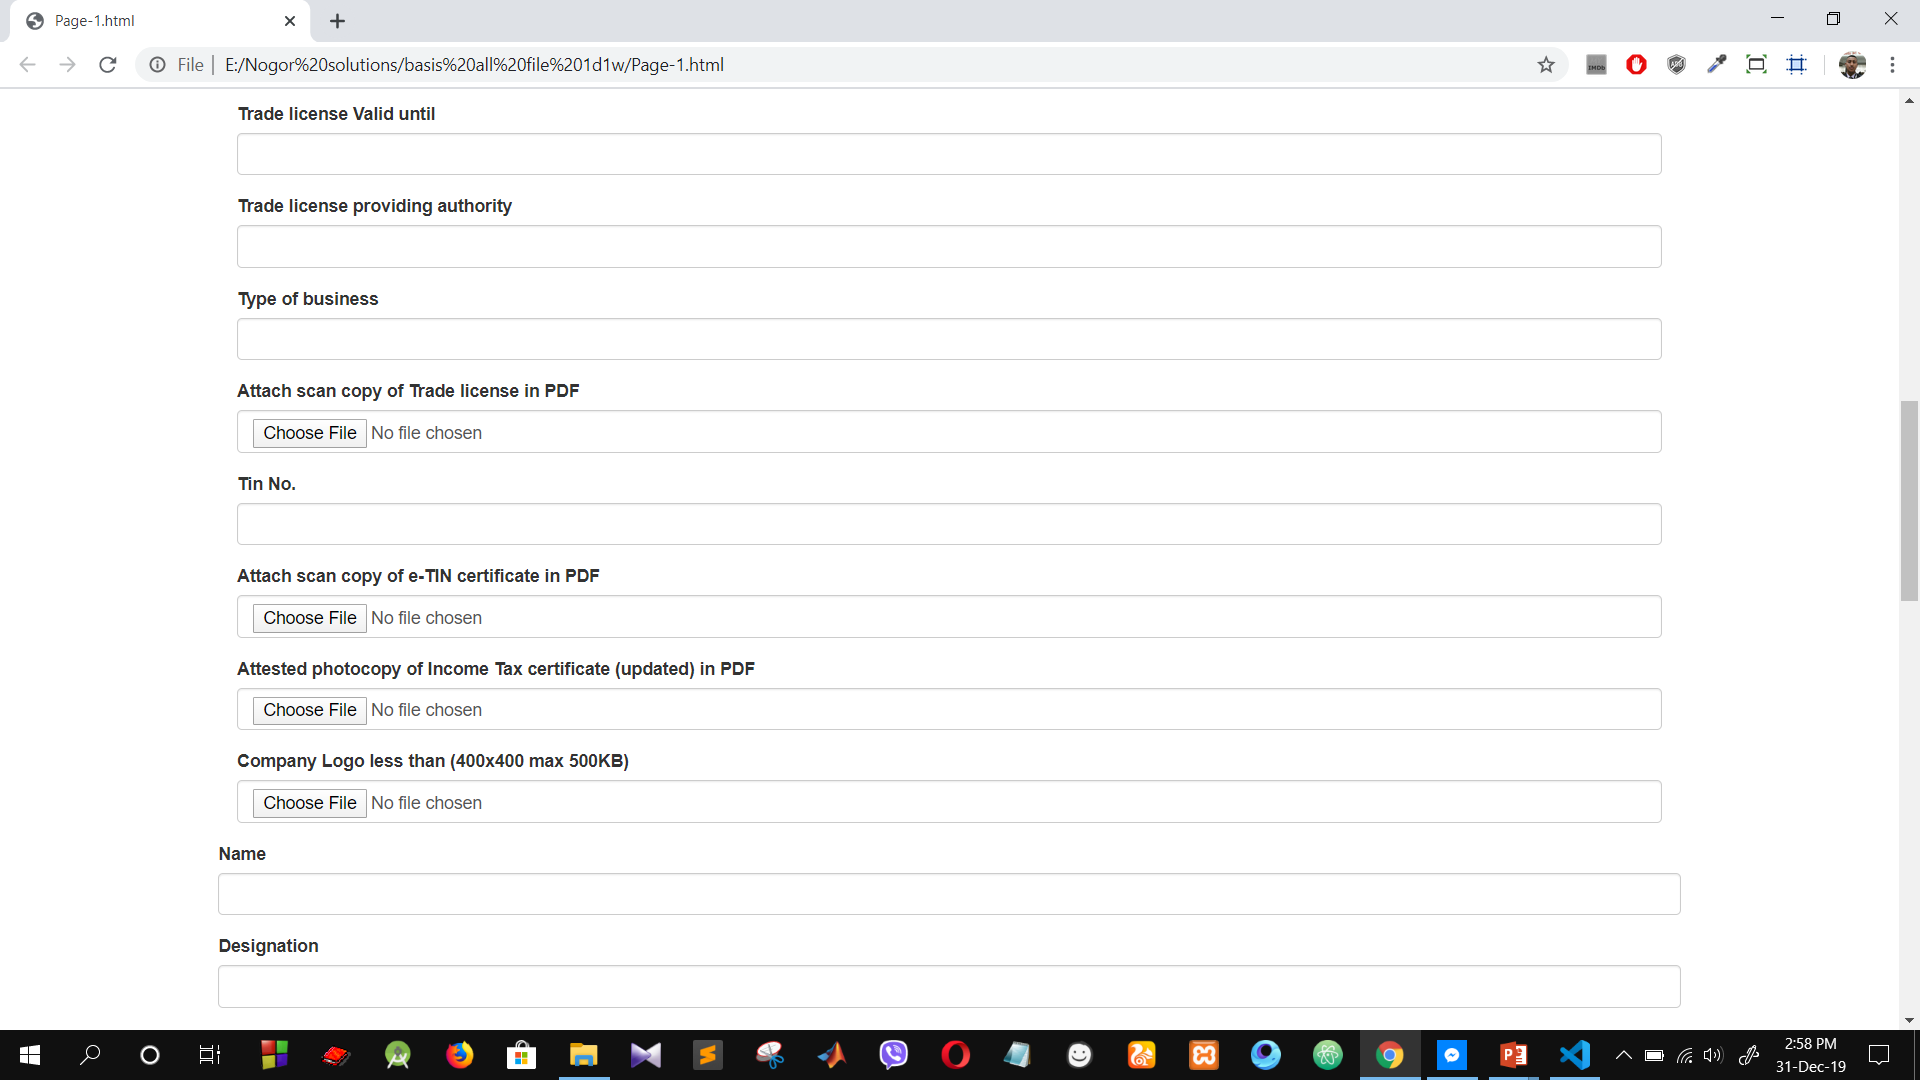 Page-1.html
File
E:/Nogor%20solutions/basis%20all%20file%201d1w/Page-1.html
Trade license Valid until
Trade license providing authority
Type of business
Attach scan copy of Trade license in PDF
Choose File No file chosen
Tin No.
Attach scan copy of e-TIN certificate in PDF
Choose File No file chosen
Attested photocopy of Income Tax certificate (updated) in PDF
Choose File No file chosen
Company Logo less than (400x400 max 500KB)
Choose File No file chosen
Name
Designation
2:58 PM
31-Dec-19